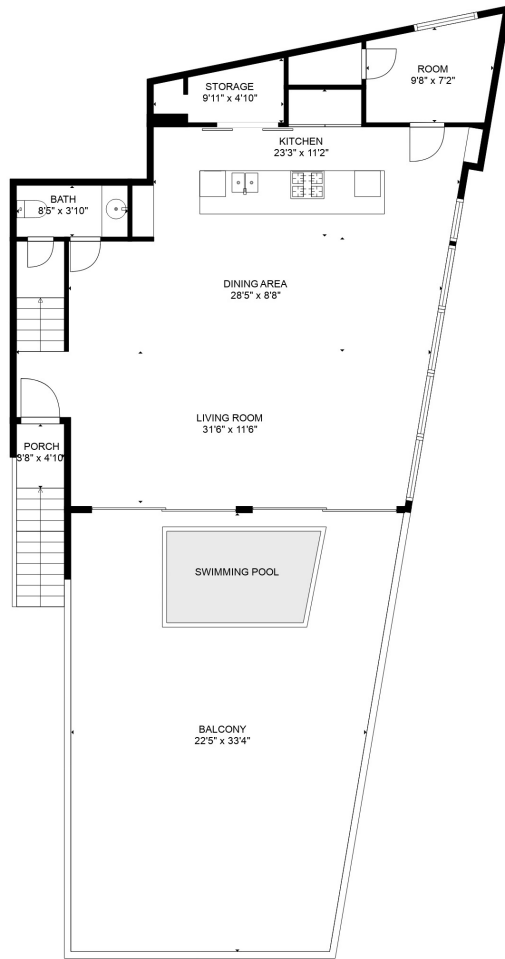 ROOM
9'8" x 7'2"
STORAGE
9'11" x 4'10"
KITCHEN
23'3" x 11'2"
BATH
8'5" x 3'10"
DINING AREA
28'5" x 8'8"
LIVING ROOM
31'6" x 11'6"
PORCH
3'8" x 4'10"
SWIMMING POOL
BALCONY
22'5" x 33'4"